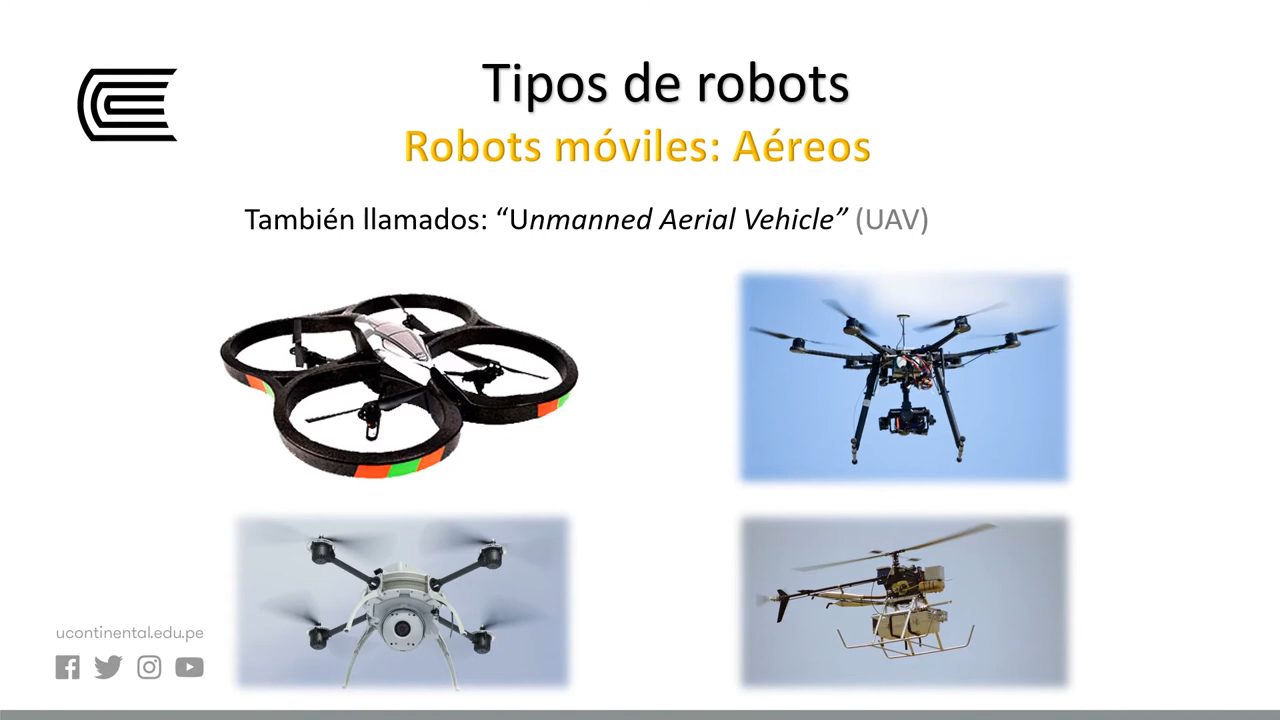 Tipos de robots
Robots móviles: Aéreos
También llamados: “Unmanned Aerial Vehicle” (UAV)
ucontinental.edu.pe